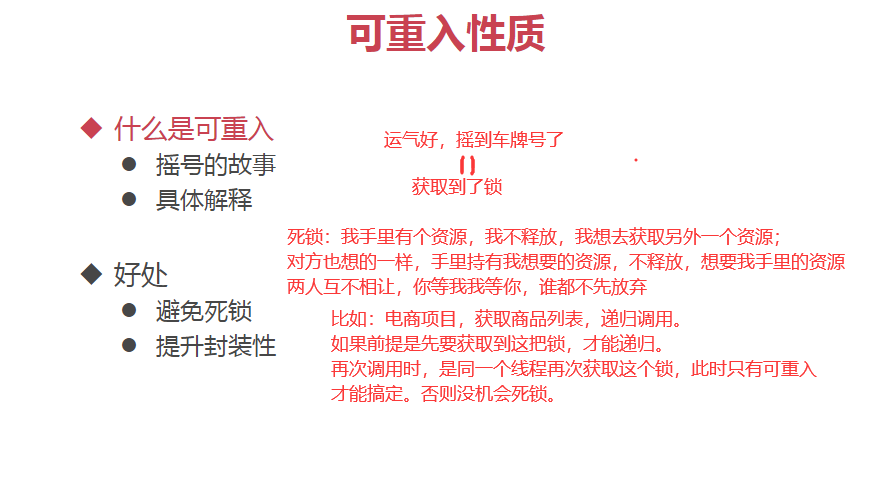 可重入性质
什么是可重入
摇号的故事
具体解释
运气好，摇到车牌号了
获取到了锁
死锁：我手里有个资源，我不释放，我想去获取另外一个资源；
对方也想的一样，手里持有我想要的资源，不释放，想要我手里的资源
两人互不相让，你等我我等你，谁都不先放弃
好处
避免死锁
提升封装性
比如：电商项目，获取商品列表，递归调用。
如果前提是先要获取到这把锁，才能递归。
再次调用时，是同一个线程再次获取这个锁，此时只有可重入
才能搞定。否则没机会死锁。